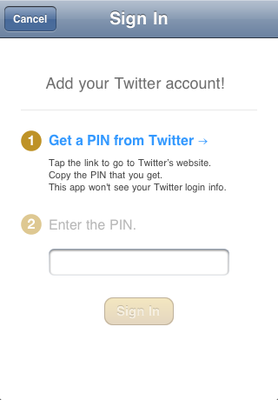 Cancel
Sign In
Add your Twitter account!
1 Get a PIN from Twitter →
Tap the link to go to Twitter's website.
Copy the PIN that you get.
This app won't see your Twitter login info.
2 Enter the PIN.
Sign In